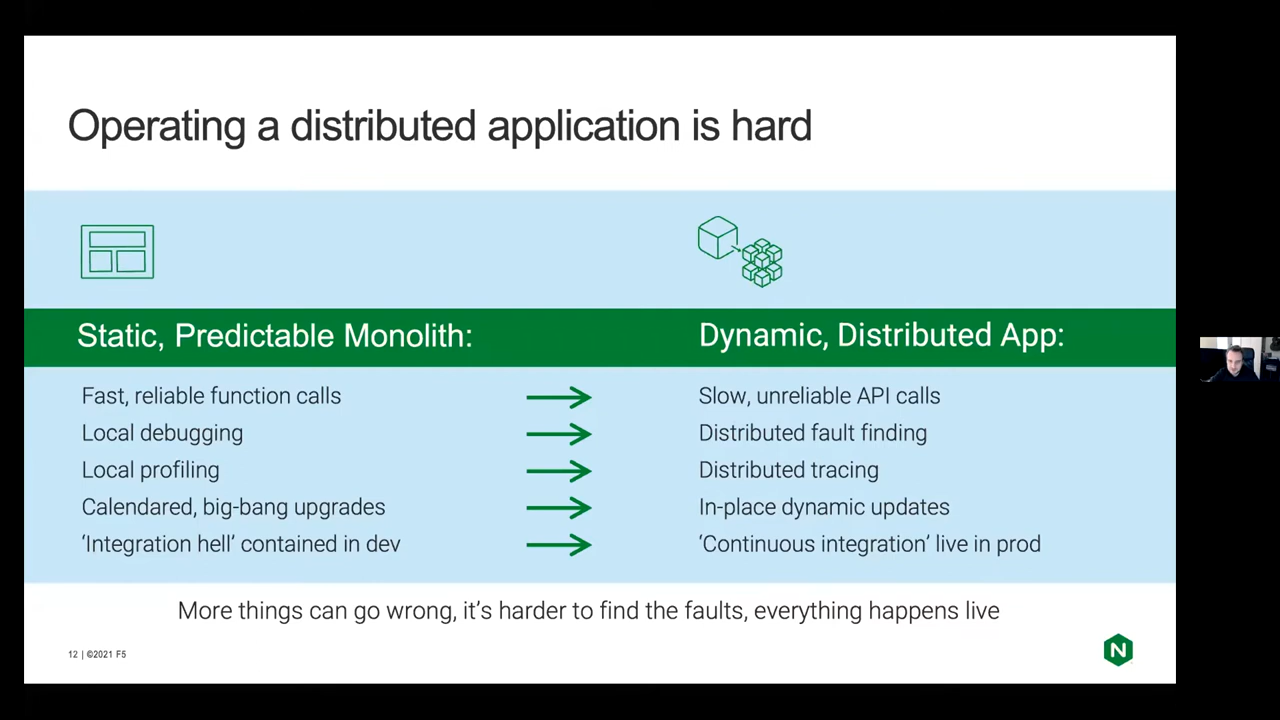 Operating a distributed application is hard
Static, Predictable Monolith:
Dynamic, Distributed App:
Fast, reliable function calls
Slow, unreliable API calls
Local debugging
Distributed fault finding
Local profiling
Distributed tracing
Calendared, big-bang upgrades
In-place dynamic updates
‘Integration hell’ contained in dev
‘Continuous integration’ live in prod
More things can go wrong, it’s harder to find the faults, everything happens live
12 | ©2021 F5
N